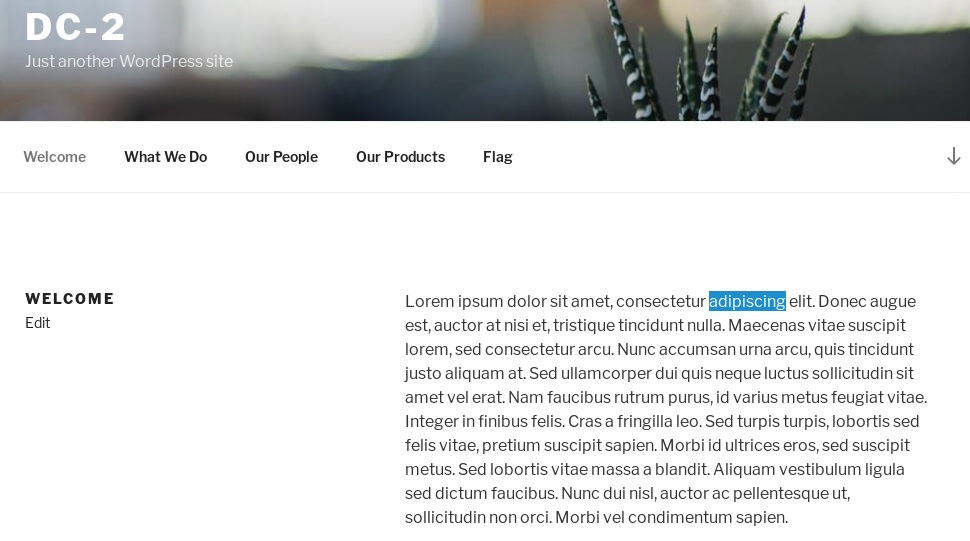 DC-2
Just another WordPress site
Welcome What We Do Our People Our Products Flag
WELCOME
Edit
Lorem ipsum dolor sit amet, consectetur adipiscing elit. Donec augue
est, auctor at nisi et, tristique tincidunt nulla. Maecenas vitae suscipit
lorem, sed consectetur arcu. Nunc accumsan urna arcu, quis tincidunt
justo aliquam at. Sed ullamcorper dui quis neque luctus sollicitudin sit
amet vel erat. Nam faucibus rutrum purus, id varius metus feugiat vitae.
Integer in finibus felis. Cras a fringilla leo. Sed turpis turpis, lobortis sed
felis vitae, pretium suscipit sapien. Morbi id ultrices eros, sed suscipit
metus. Sed lobortis vitae massa a blandit. Aliquam vestibulum ligula
sed dictum faucibus. Nunc dui nisl, auctor ac pellentesque ut,
sollicitudin non orci. Morbi vel condimentum sapien.